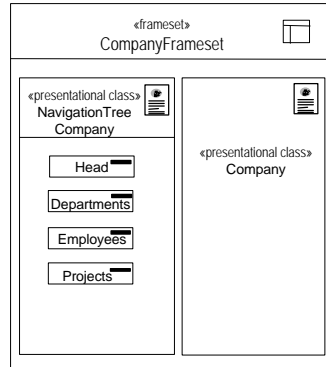 «frameset»
CompanyFrameset
«presentational class»
NavigationTree
Company
Head
Departments
Employees
Projects
«presentational class»
Company